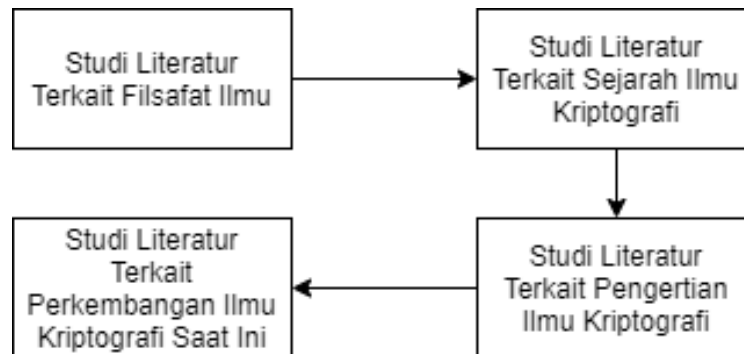 Studi Literatur
Terkait Filsafat Ilmu
Studi Literatur
Terkait Sejarah Ilmu
Kriptografi
Studi Literatur
Terkait Pengertian
Ilmu Kriptografi
Studi Literatur
Terkait
Perkembangan Ilmu
Kriptografi Saat Ini